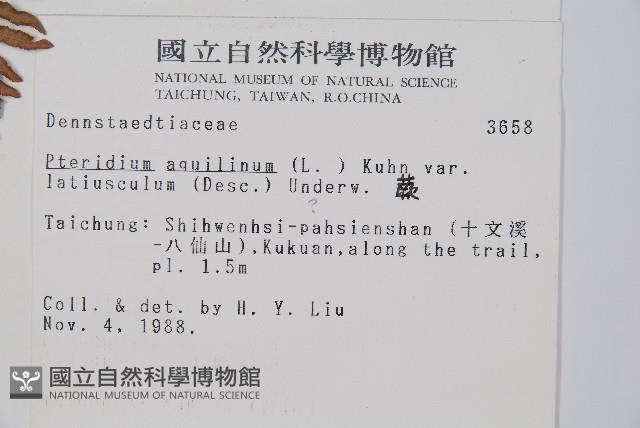 國立自然科學博物館
NATIONAL MUSEUM OF NATURAL SCIENCE
TAICHUNG, TAIWAN, R.O.CHINA
Dennstaedtiaceae 3658
Pteridium aquilinum (L. ) Kuhn var.
latiusculum (Desc.) Underw. 蕨
?
Taichung: Shihwenhsi-pahsienshan (十文溪
-八仙山),Kukuan,along the trail,
pl. 1.5m
Coll. & det. by H. Y. Liu
Nov. 4, 1988.
國立自然科學博物館
NATIONAL MUSEUM OF NATURAL SCIENCE